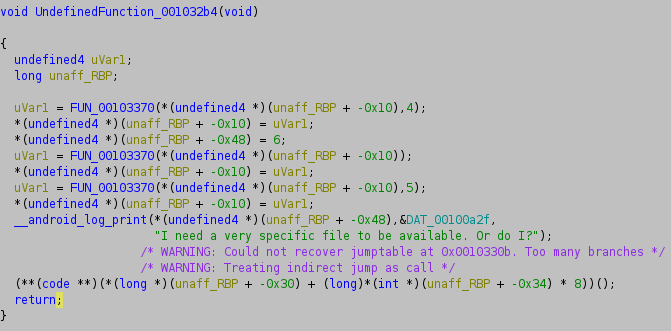 void UndefinedFunction_001032b4(void)
{
undefined4 uVar1;
long unaff_RBP;
uVar1 = FUN_00103370(*(undefined4 *)(unaff_RBP + -0x10),4);
*(undefined4 *)(unaff_RBP + -0x10) = uVar1;
*(undefined4 *)(unaff_RBP + -0x48) = 6;
uVar1 = FUN_00103370(*(undefined4 *)(unaff_RBP + -0x10));
*(undefined4 *)(unaff_RBP + -0x10) = uVar1;
uVar1 = FUN_00103370(*(undefined4 *)(unaff_RBP + -0x10),5);
*(undefined4 *)(unaff_RBP + -0x10) = uVar1;
__android_log_print(*(undefined4 *)(unaff_RBP + -0x48),&DAT_00100a2f,
"I need a very specific file to be available. Or do I?");
/* WARNING: Could not recover jumptable at 0x0010330b. Too many branches */
/* WARNING: Treating indirect jump as call */
(**(code **)(*(long *)(unaff_RBP + -0x30) + (long)*(int *)(unaff_RBP + -0x34) * 8))();
return;
}